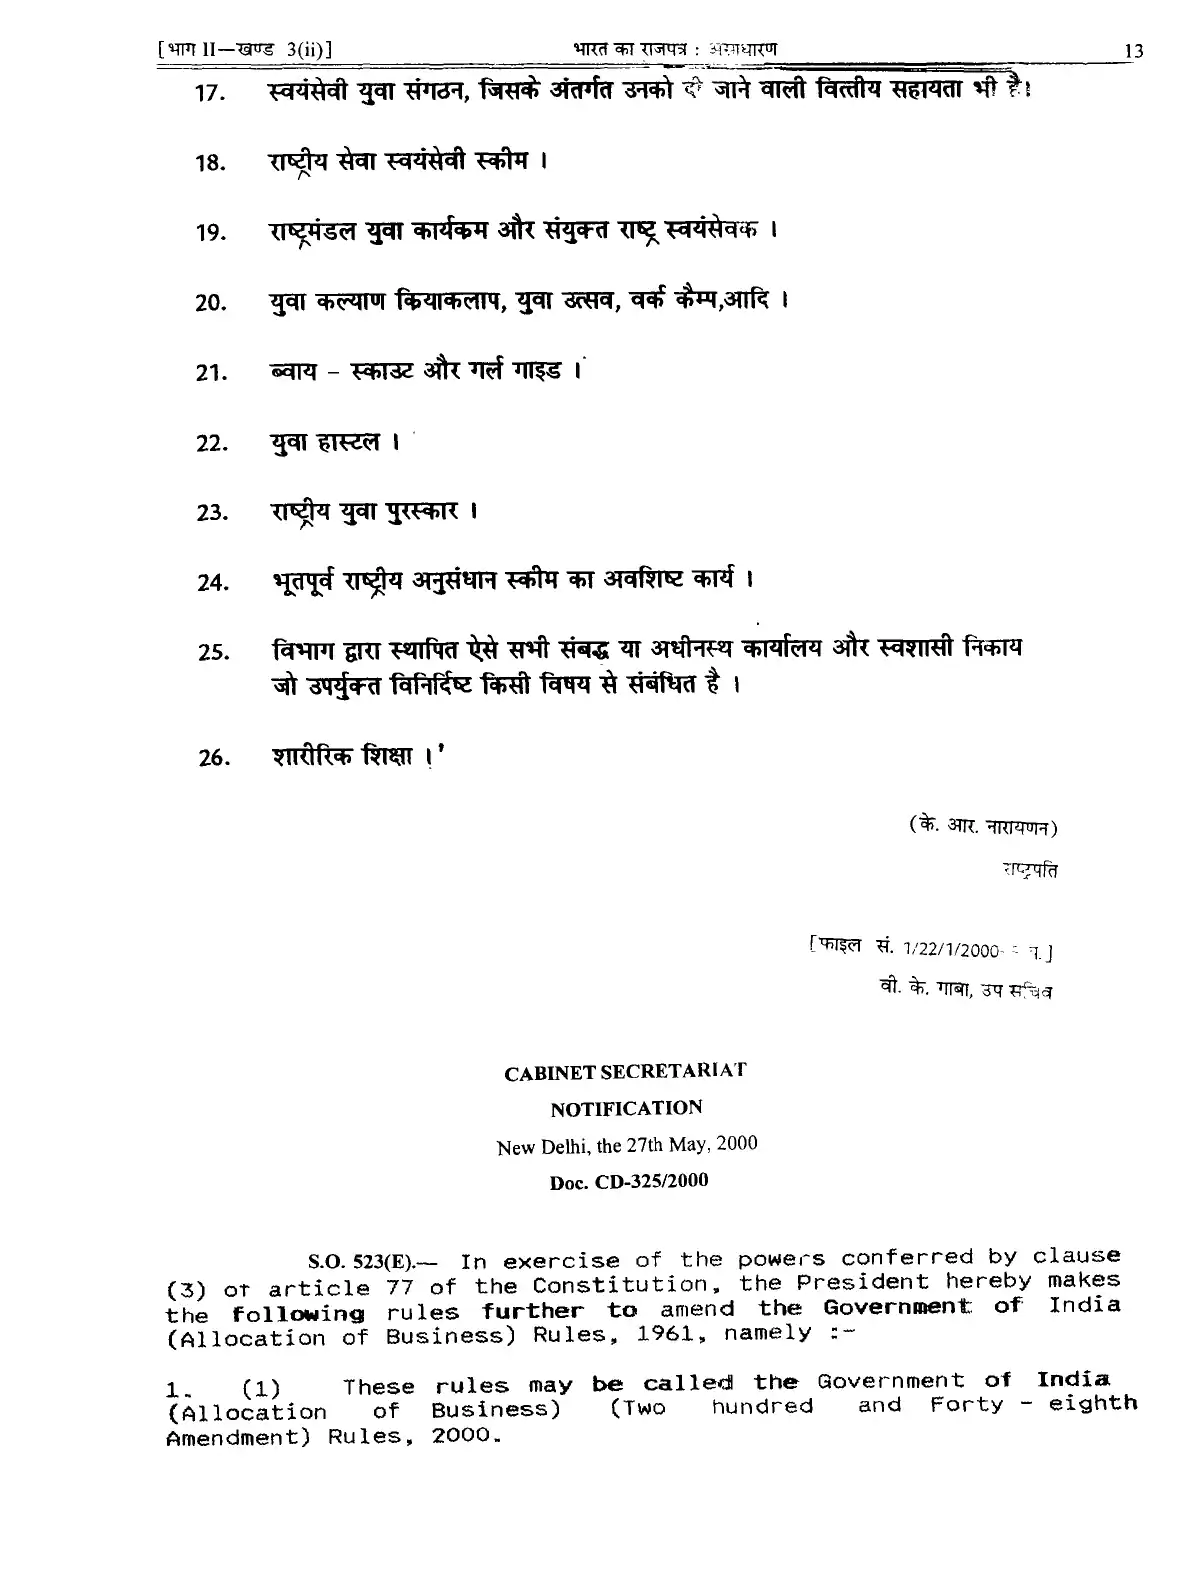 [भाग II—खण्ड 3(ii)] भारत का राजपत्र : असाधारण 13
17. स्वयंसेवी युवा संगठन, जिसके अंतर्गत उनको दी जाने वाली वित्तीय सहायता भी है।
18. राष्ट्रीय सेवा स्वयंसेवी स्कीम ।
19. राष्ट्रमंडल युवा कार्यक्रम और संयुक्त राष्ट्र स्वयंसेवक ।
20. युवा कल्याण क्रियाकलाप, युवा उत्सव, वर्क कैम्प,आदि ।
21. ब्वाय – स्काउट और गर्ल गाइड ।
22. युवा हास्टल ।
23. राष्ट्रीय युवा पुरस्कार ।
24. भूतपूर्व राष्ट्रीय अनुसंधान स्कीम का अवशिष्ट कार्य ।
25. विभाग द्वारा स्थापित ऐसे सभी संबद्ध या अधीनस्थ कार्यालय और स्वशासी निकाय
जो उपर्युक्त विनिर्दिष्ट किसी विषय से संबंधित है ।
26. शारीरिक शिक्षा ।'
(के. आर. नारायणन)
राष्ट्रपति
[फाइल सं. 1/22/1/2000-
वी. के. गाबा, उप सचिव
CABINET SECRETARIAT
NOTIFICATION
New Delhi, the 27th May, 2000
Doc. CD-325/2000
S.O. 523(E).— In exercise of the powers conferred by clause
(3) of article 77 of the Constitution, the President hereby makes
the following rules further to amend the Government of India
(Allocation of Business) Rules, 1961, namely :-
1. (1) These rules may be called the Government of India
(Allocation of Business) (Two hundred and Forty - eighth
Amendment) Rules, 2000.